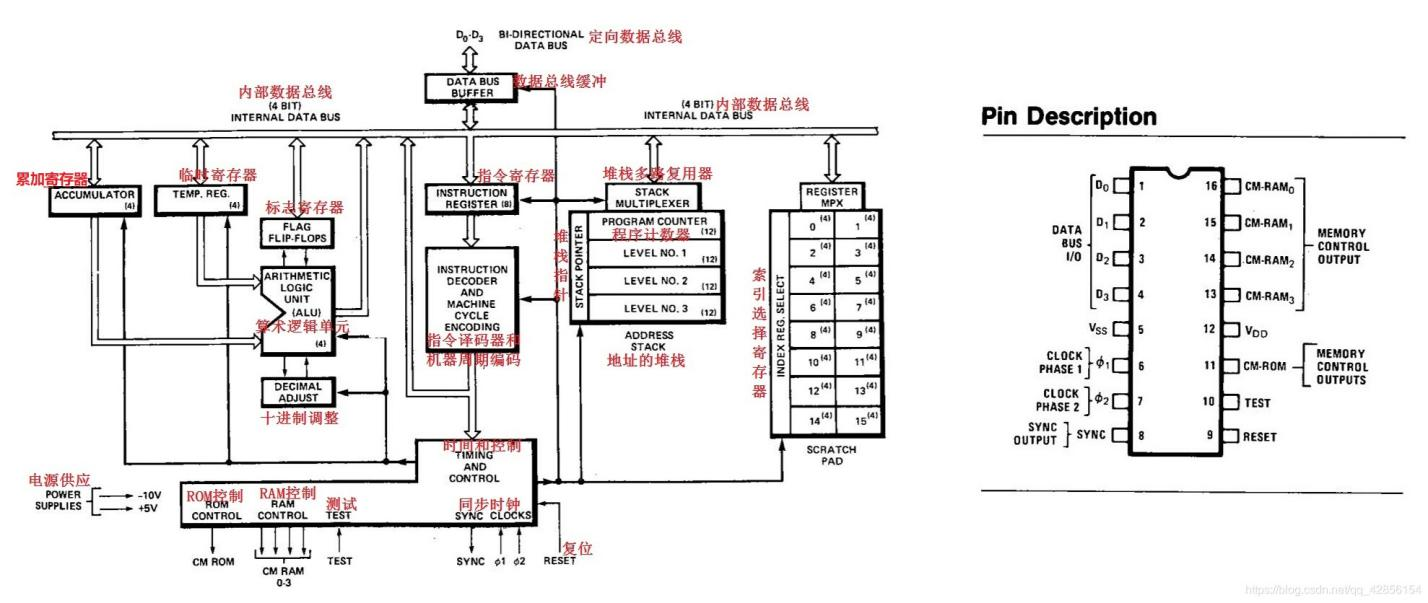 D₀-D₃ BI-DIRECTIONAL DATA BUS 定向数据总线
DATA BUS BUFFER 数据总线缓冲
内部数据总线
(4 BIT)
INTERNAL DATA BUS
(4 BIT) 内部数据总线
INTERNAL DATA BUS
累加寄存器
ACCUMULATOR (4)
临时寄存器
TEMP. REG. (4)
标志寄存器
FLAG FLIP-FLOPS
ARITHMETIC LOGIC UNIT (ALU) (4)
算术逻辑单元
DECIMAL ADJUST
十进制调整
指令寄存器
INSTRUCTION REGISTER (8)
INSTRUCTION DECODER AND MACHINE CYCLE ENCODING
指令译码器和
机器周期编码
堆栈多路复用器
STACK MULTIPLEXER
堆栈指针
STACK POINTER
PROGRAM COUNTER (12)
程序计数器
LEVEL NO. 1 (12)
LEVEL NO. 2 (12)
LEVEL NO. 3 (12)
ADDRESS STACK
地址的堆栈
REGISTER MPX
索引选择寄存器
INDEX REG. SELECT
0 (4) 1 (4)
2 (4) 3 (4)
4 (4) 5 (4)
6 (4) 7 (4)
8 (4) 9 (4)
10 (4) 11 (4)
12 (4) 13 (4)
14 (4) 15 (4)
SCRATCH PAD
时间和控制
TIMING AND CONTROL
电源供应
POWER SUPPLIES
-10V
+5V
ROM控制
ROM CONTROL
RAM控制
RAM CONTROL
测试
TEST
同步时钟
SYNC CLOCKS
复位
CM ROM
CM RAM 0-3
TEST
SYNC
ϕ1
ϕ2
RESET
Pin Description
DATA BUS I/O
D₀ 1
D₁ 2
D₂ 3
D₃ 4
VSS 5
CLOCK PHASE 1 ϕ₁ 6
CLOCK PHASE 2 ϕ₂ 7
SYNC OUTPUT SYNC 8
16 CM-RAM₀
15 CM-RAM₁
14 CM-RAM₂
13 CM-RAM₃
MEMORY CONTROL OUTPUT
12 VDD
11 CM-ROM
MEMORY CONTROL OUTPUTS
10 TEST
9 RESET
https://blog.csdn.net/qq_42856154